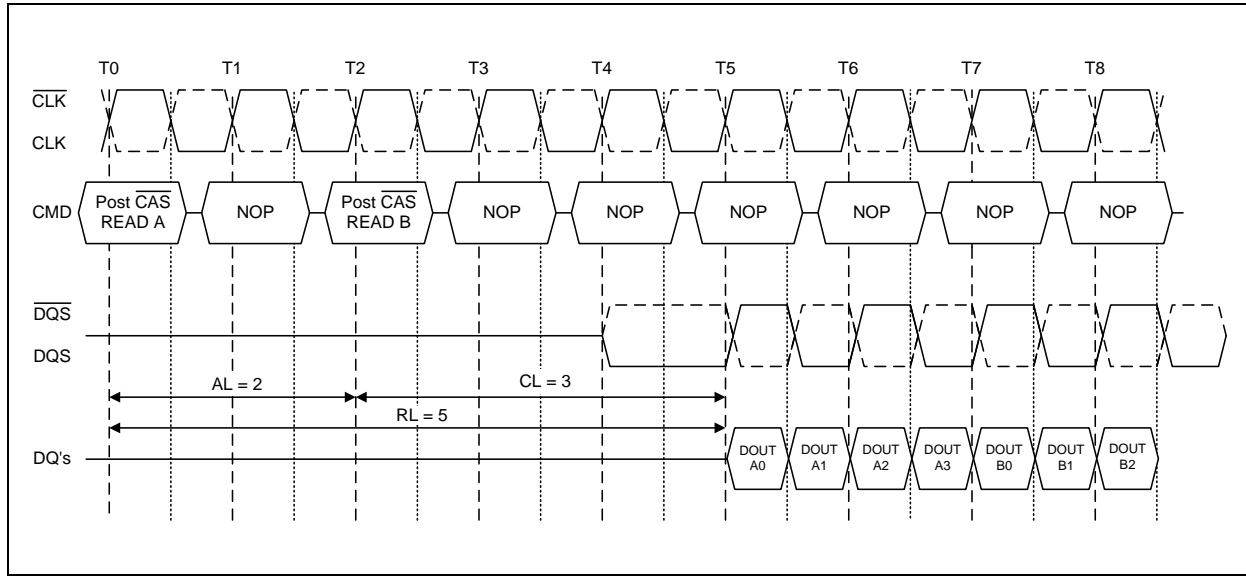 T0 T1 T2 T3 T4 T5 T6 T7 T8
CLK
CLK
CMD
Post CAS
READ A
NOP
Post CAS
READ B
NOP
NOP
NOP
NOP
NOP
NOP
DQS
DQS
AL = 2
CL = 3
RL = 5
DQ's
DOUT
A0
DOUT
A1
DOUT
A2
DOUT
A3
DOUT
B0
DOUT
B1
DOUT
B2